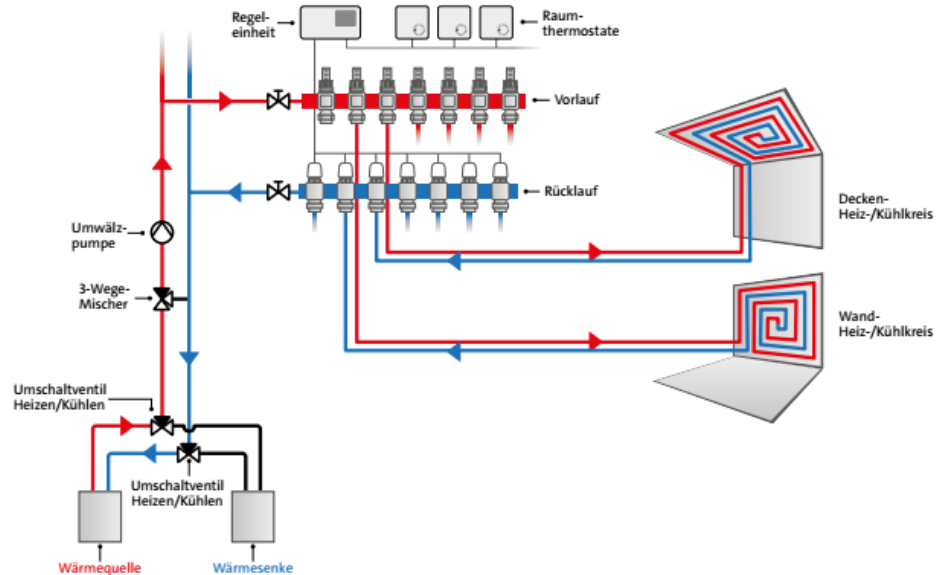 Regel-
einheit
Raum-
thermostate
Vorlauf
Rücklauf
Umwälz-
pumpe
3-Wege-
Mischer
Decken-
Heiz-/Kühlkreis
Wand-
Heiz-/Kühlkreis
Umschaltventil
Heizen/Kühlen
Umschaltventil
Heizen/Kühlen
Wärmequelle
Wärmesenke